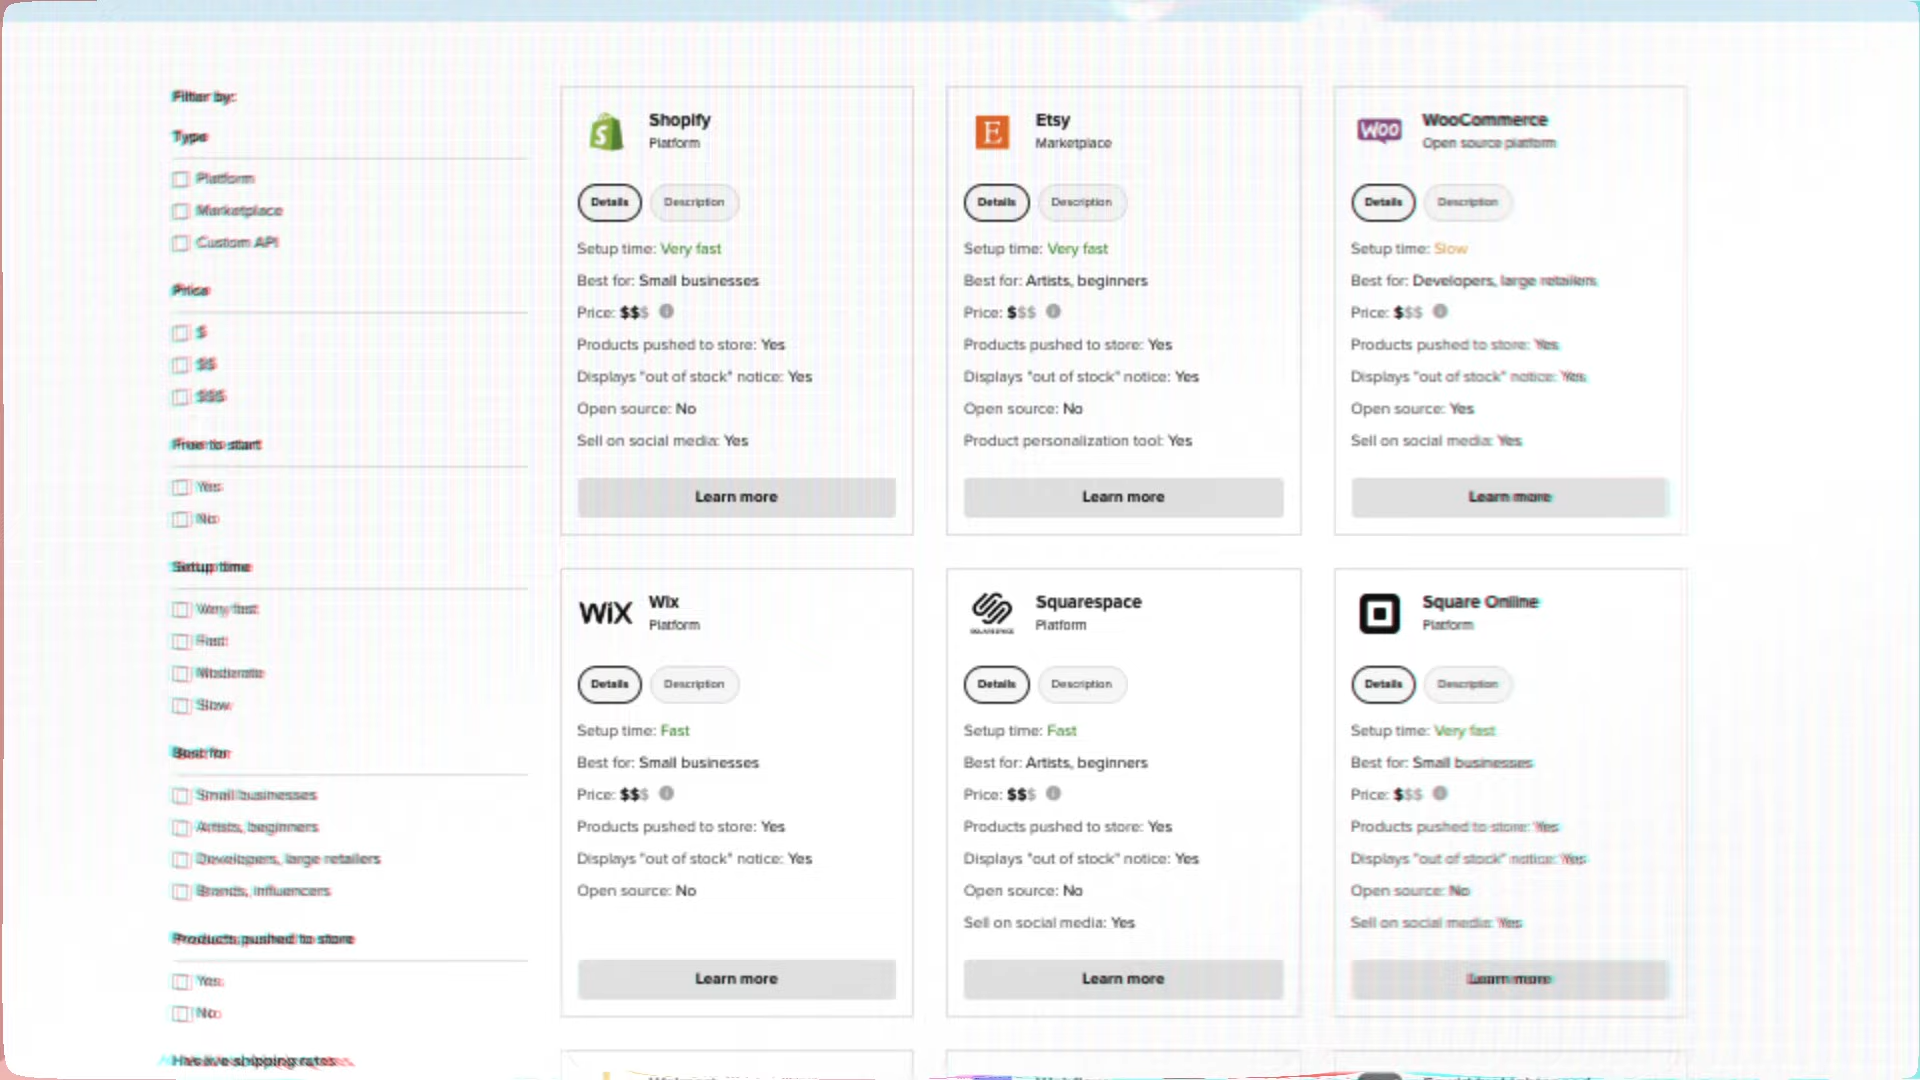 Filter by:
Type
Platform
Marketplace
Custom API
Price
$
$$
$$$
Free to start
Yes
No
Setup time
Very fast
Fast
Moderate
Slow
Best for
Small businesses
Artists, beginners
Developers, large retailers
Brands, influencers
Products pushed to store
Yes
No
Has live shipping rates
Shopify
Platform
Details Description
Setup time: Very fast
Best for: Small businesses
Price: $$$
Products pushed to store: Yes
Displays "out of stock" notice: Yes
Open source: No
Sell on social media: Yes
Learn more
E
Etsy
Marketplace
Details Description
Setup time: Very fast
Best for: Artists, beginners
Price: $$$
Products pushed to store: Yes
Displays "out of stock" notice: Yes
Open source: No
Product personalization tool: Yes
Learn more
WOO
WooCommerce
Open source platform
Details Description
Setup time: Slow
Best for: Developers, large retailers
Price: $$$
Products pushed to store: Yes
Displays "out of stock" notice: Yes
Open source: Yes
Sell on social media: Yes
Learn more
WiX
Wix
Platform
Details Description
Setup time: Fast
Best for: Small businesses
Price: $$$
Products pushed to store: Yes
Displays "out of stock" notice: Yes
Open source: No
Learn more
SQUARESPACE
Squarespace
Platform
Details Description
Setup time: Fast
Best for: Artists, beginners
Price: $$$
Products pushed to store: Yes
Displays "out of stock" notice: Yes
Open source: No
Sell on social media: Yes
Learn more
Square Online
Platform
Details Description
Setup time: Very fast
Best for: Small businesses
Price: $$$
Products pushed to store: Yes
Displays "out of stock" notice: Yes
Open source: No
Sell on social media: Yes
Learn more